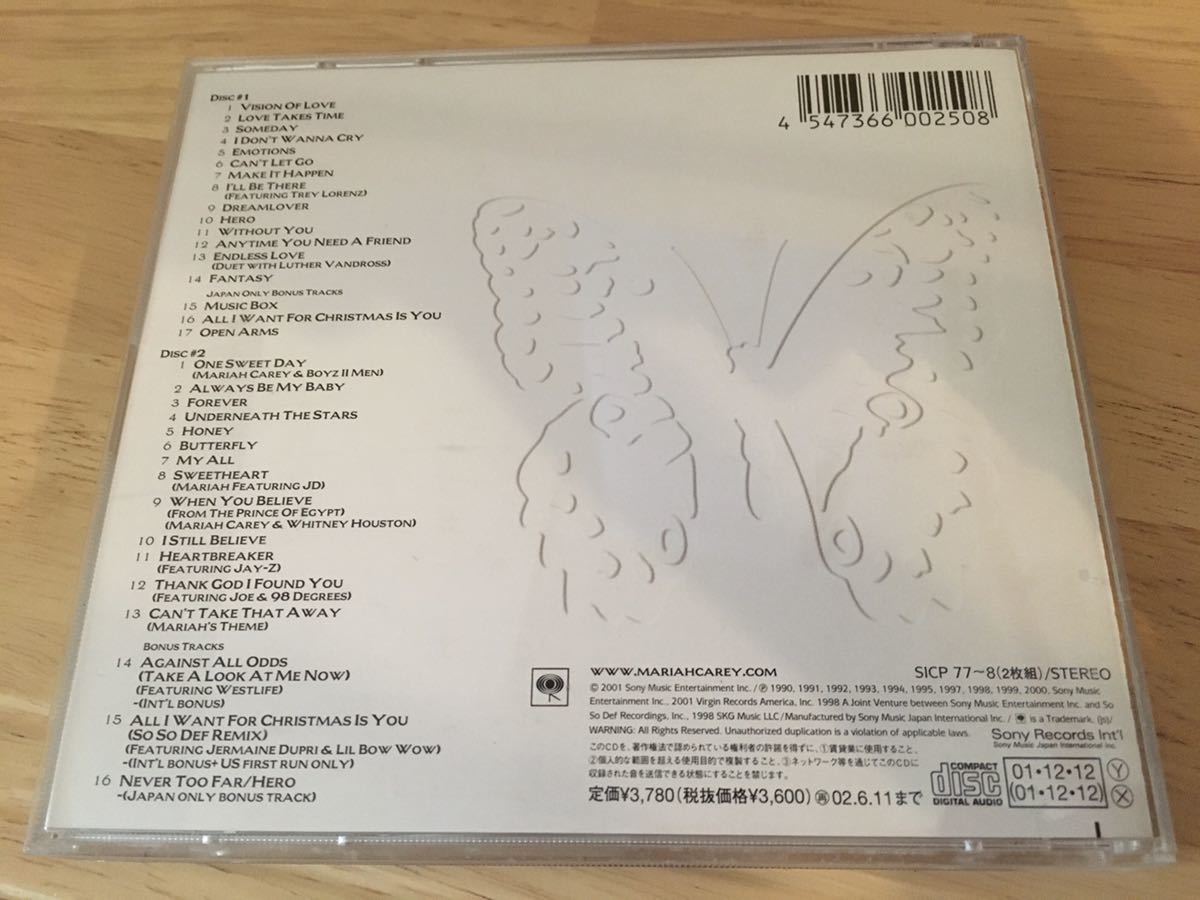 DISC #1
1 VISION OF LOVE
2 LOVE TAKES TIME
3 SOMEDAY
4 I DON'T WANNA CRY
5 EMOTIONS
6 CAN'T LET GO
7 MAKE IT HAPPEN
8 I'LL BE THERE
(FEATURING TREY LORENZ)
9 DREAMLOVER
10 HERO
11 WITHOUT YOU
12 ANYTIME YOU NEED A FRIEND
13 ENDLESS LOVE
(DUET WITH LUTHER VANDROSS)
14 FANTASY
JAPAN ONLY BONUS TRACKS
15 MUSIC BOX
16 ALL I WANT FOR CHRISTMAS IS YOU
17 OPEN ARMS
DISC #2
1 ONE SWEET DAY
(MARIAH CAREY & BOYZ II MEN)
2 ALWAYS BE MY BABY
3 FOREVER
4 UNDERNEATH THE STARS
5 HONEY
6 BUTTERFLY
7 MY ALL
8 SWEETHEART
(MARIAH FEATURING JD)
9 WHEN YOU BELIEVE
(FROM THE PRINCE OF EGYPT)
(MARIAH CAREY & WHITNEY HOUSTON)
10 I STILL BELIEVE
11 HEARTBREAKER
(FEATURING JAY-Z)
12 THANK GOD I FOUND YOU
(FEATURING JOE & 98 DEGREES)
13 CAN'T TAKE THAT AWAY
(MARIAH'S THEME)
BONUS TRACKS
14 AGAINST ALL ODDS
(TAKE A LOOK AT ME NOW)
(FEATURING WESTLIFE)
-(INT'L BONUS)
15 ALL I WANT FOR CHRISTMAS IS YOU
(SO SO DEF REMIX)
(FEATURING JERMAINE DUPRI & LIL BOW WOW)
-(INT'L BONUS+US FIRST RUN ONLY)
16 NEVER TOO FAR/HERO
-(JAPAN ONLY BONUS TRACK)
4 547366 002508
WWW.MARIAHCAREY.COM
SICP 77~8(2枚組)/STEREO
© 2001 Sony Music Entertainment Inc. / ℗ 1990, 1991, 1992, 1993, 1994, 1995, 1997, 1998, 1999, 2000, Sony Music
Entertainment Inc., 2001 Virgin Records America, Inc. 1998 A Joint Venture between Sony Music Entertainment Inc. and So
So Def Recordings, Inc., 1998 SKG Music LLC/Manufactured by Sony Music Japan International Inc. / is a Trademark. (js)/
WARNING: All Rights Reserved. Unauthorized duplication is a violation of applicable laws.
Sony Records Int'l
Sony Music Japan International Inc.
このCDを、著作権法で認められている権利者の許諾を得ずに、①賃貸業に使用すること、
②個人的な範囲を超える使用目的で複製すること、③ネットワーク等を通じてこのCDに
収録された音を送信できる状態にすることを禁じます。
定価¥3,780(税抜価格¥3,600) ㊕02.6.11まで
COMPACT
disc
DIGITAL AUDIO
01・12・12 Y
(01・12・12) X